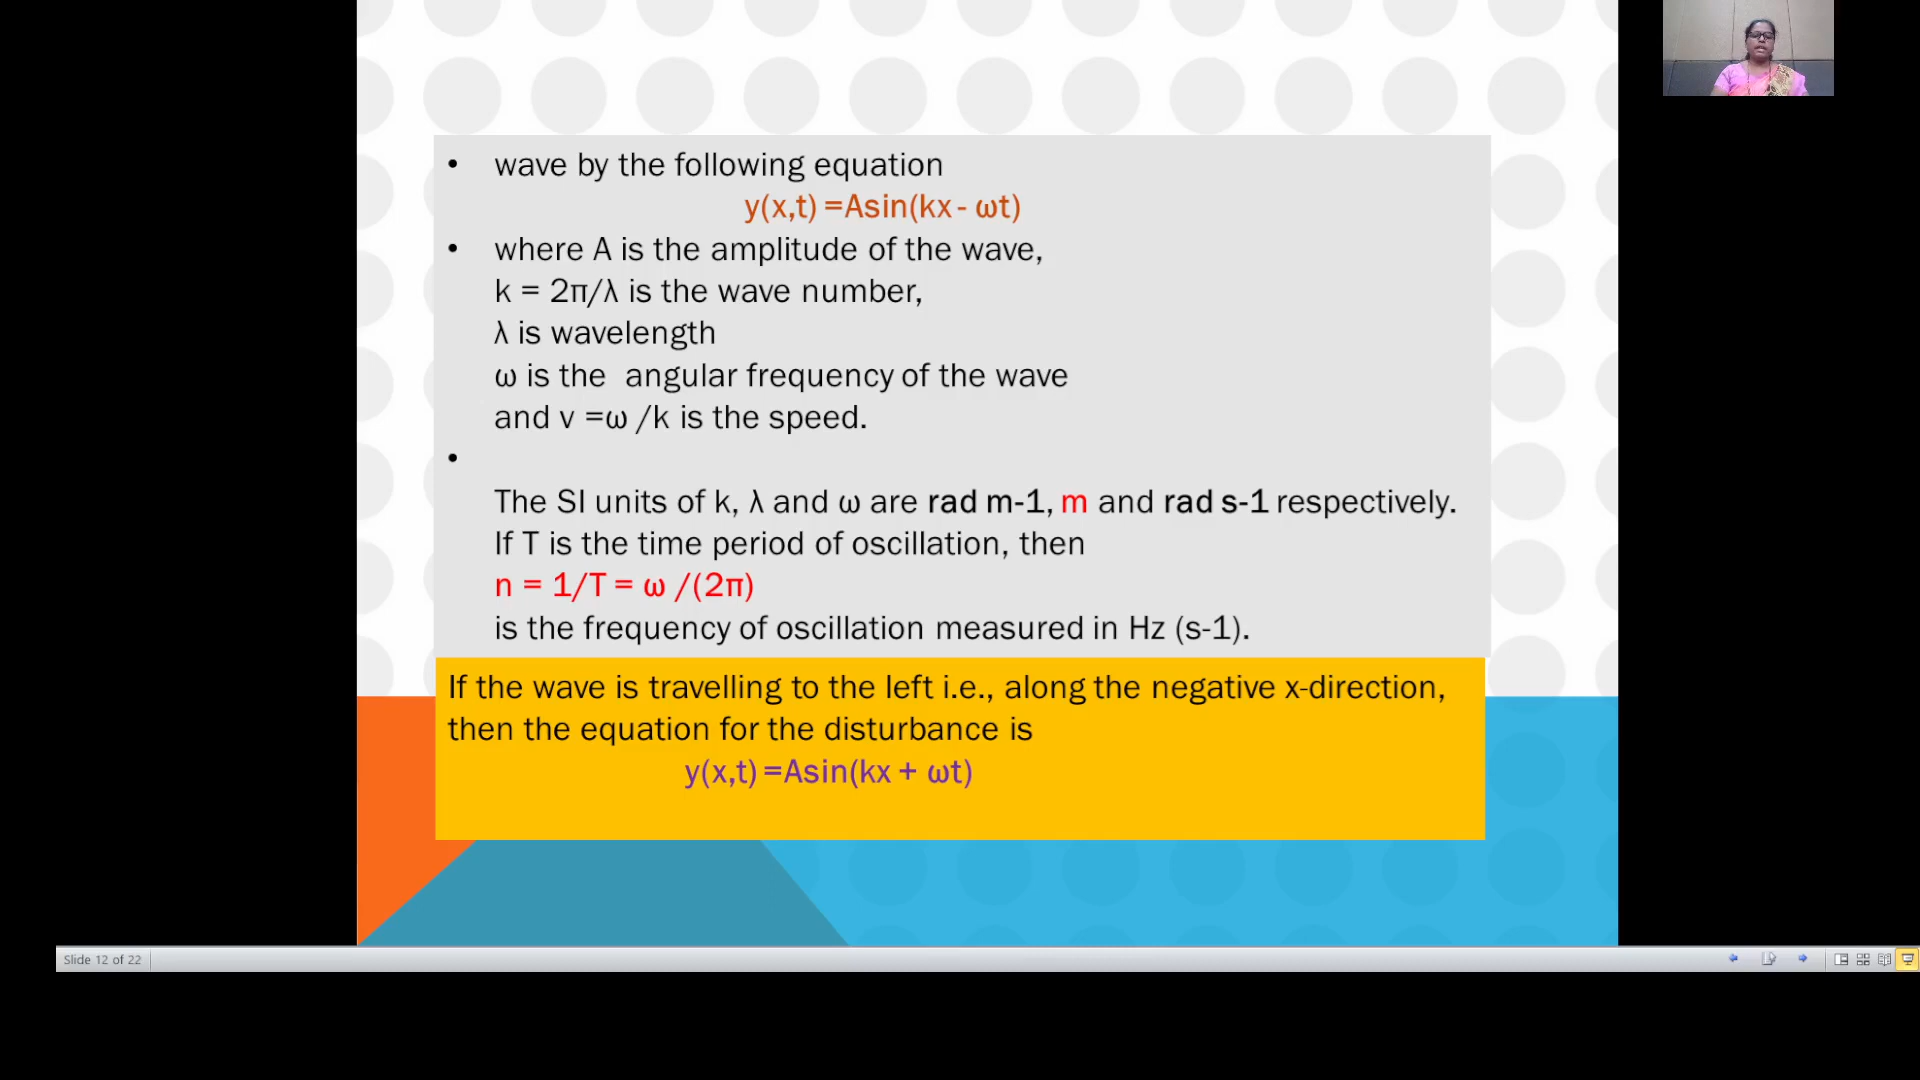 • wave by the following equation
y(x,t) =Asin(kx - ωt)
• where A is the amplitude of the wave,
k = 2π/λ is the wave number,
λ is wavelength
ω is the angular frequency of the wave
and v =ω /k is the speed.
•
The SI units of k, λ and ω are rad m-1, m and rad s-1 respectively.
If T is the time period of oscillation, then
n = 1/T = ω /(2π)
is the frequency of oscillation measured in Hz (s-1).
If the wave is travelling to the left i.e., along the negative x-direction,
then the equation for the disturbance is
y(x,t) =Asin(kx + ωt)
Slide 12 of 22